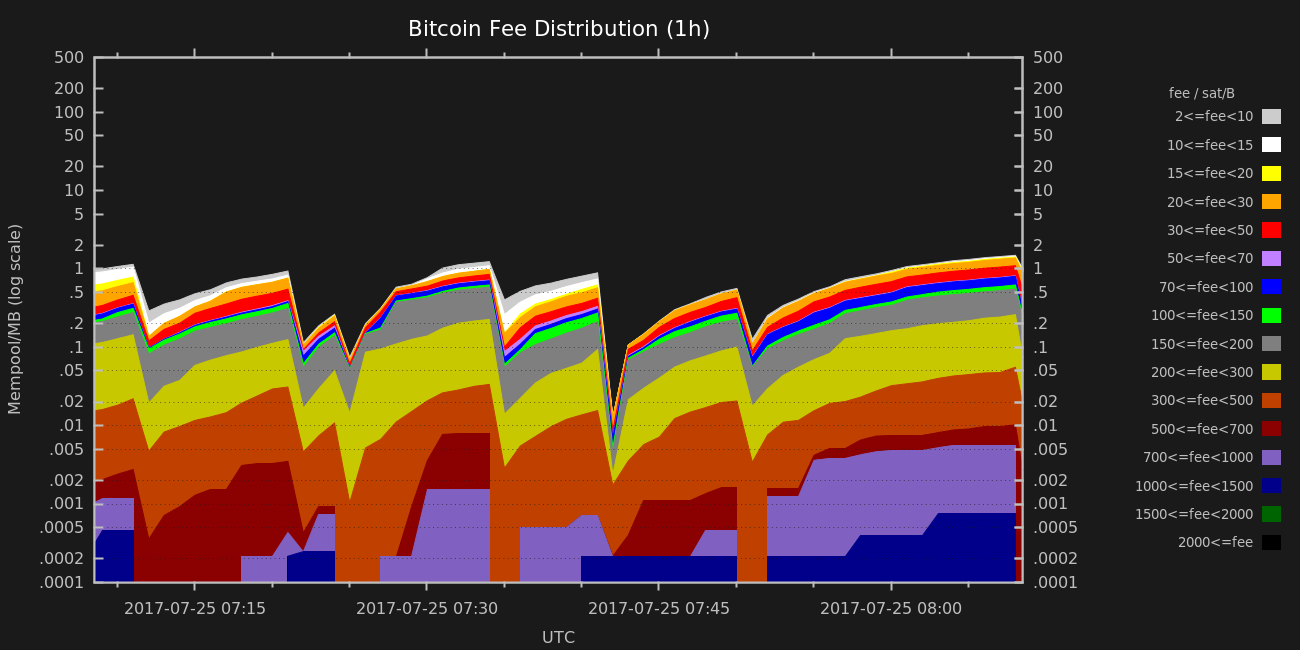 Bitcoin Fee Distribution (1h)
Mempool/MB (log scale)
500
200
100
50
20
10
5
2
1
.5
.2
.1
.05
.02
.01
.005
.002
.001
.0005
.0002
.0001
500
200
100
50
20
10
5
2
1
.5
.2
.1
.05
.02
.01
.005
.002
.001
.0005
.0002
.0001
2017-07-25 07:15
2017-07-25 07:30
2017-07-25 07:45
2017-07-25 08:00
UTC
fee / sat/B
2<=fee<10
10<=fee<15
15<=fee<20
20<=fee<30
30<=fee<50
50<=fee<70
70<=fee<100
100<=fee<150
150<=fee<200
200<=fee<300
300<=fee<500
500<=fee<700
700<=fee<1000
1000<=fee<1500
1500<=fee<2000
2000<=fee